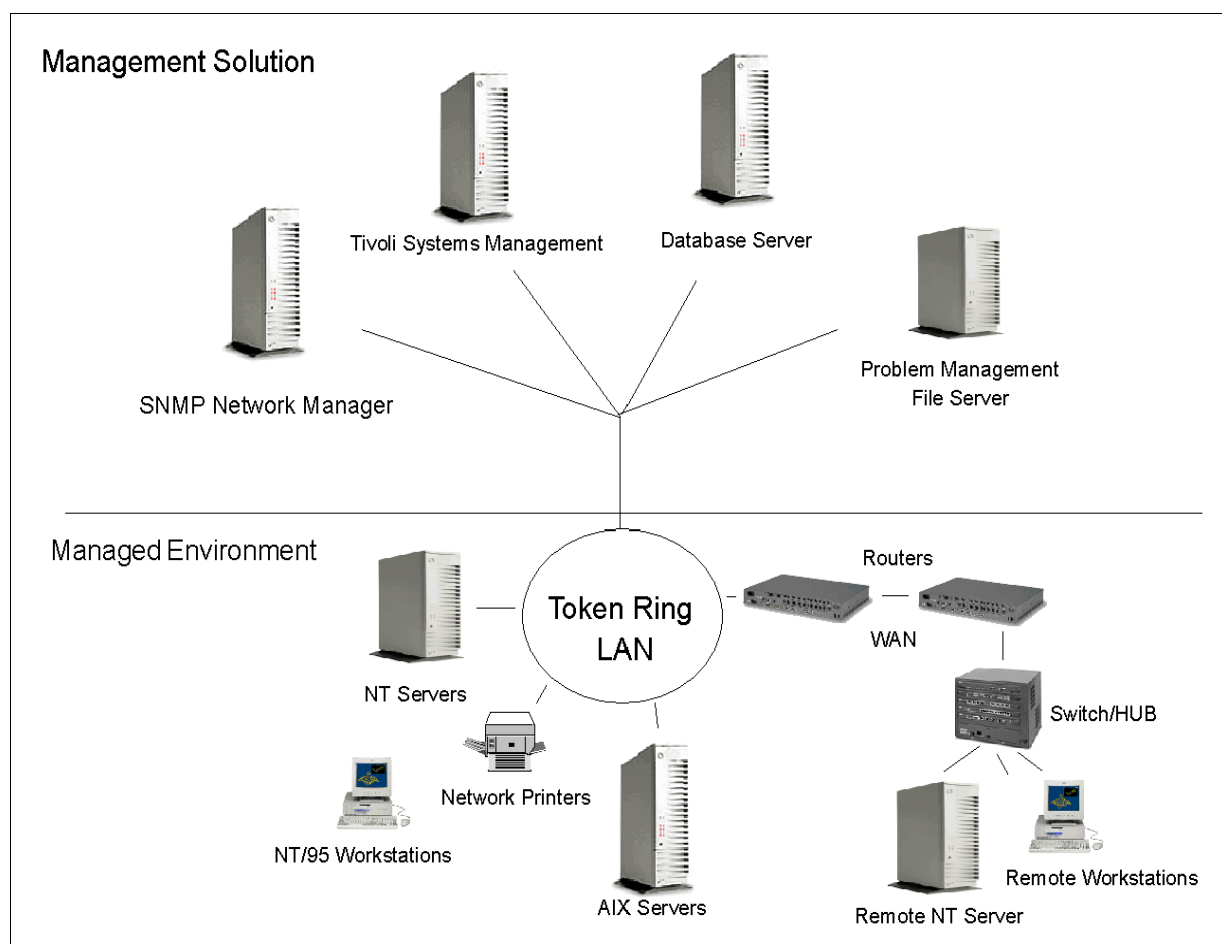 Management Solution
Tivoli Systems Management
Database Server
SNMP Network Manager
Problem Management
File Server
Managed Environment
Token Ring
LAN
Routers
WAN
NT Servers
Switch/HUB
Network Printers
NT/95 Workstations
AIX Servers
Remote NT Server
Remote Workstations